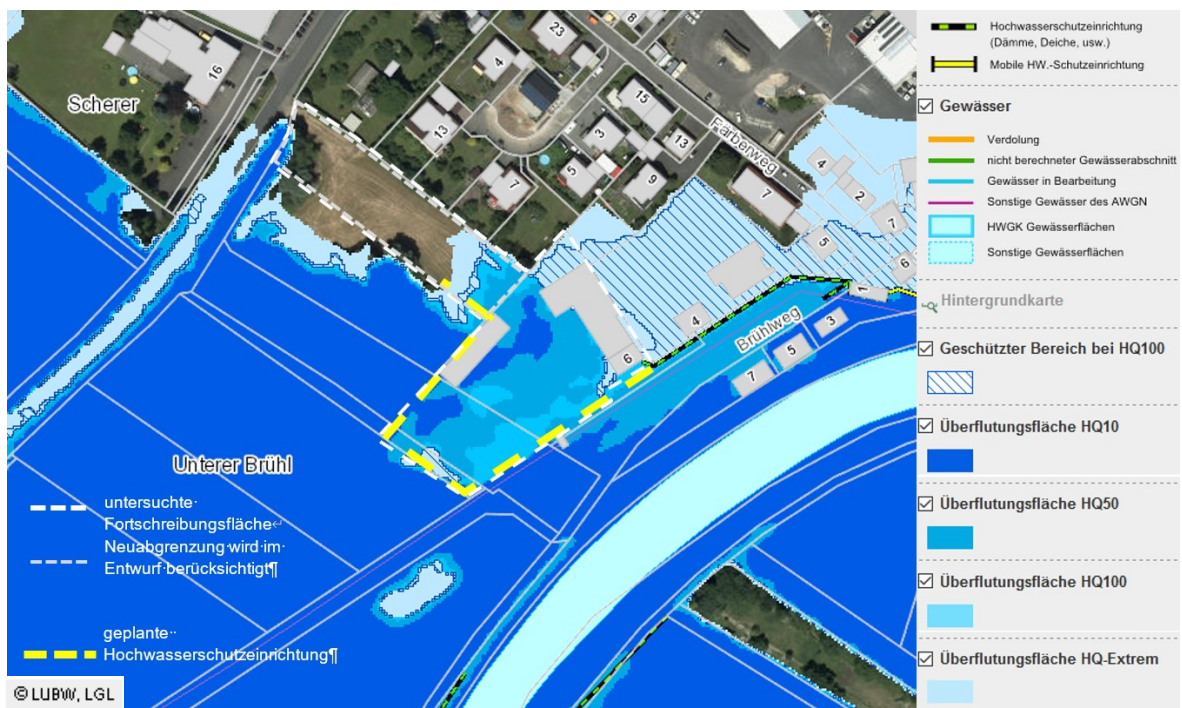 Scherer
16
23
8
4
15
13
3
13
7
5
9
Färberweg
7
4
2
7
5
6
1
4
Brühlweg
3
5
6
7
Unterer Brühl
untersuchte·
Fortschreibungsfläche↵
Neuabgrenzung·wird·im·
Entwurf·berücksichtigt¶
geplante··
Hochwasserschutzeinrichtung¶
© LUBW, LGL
Hochwasserschutzeinrichtung
(Dämme, Deiche, usw.)
Mobile HW.-Schutzeinrichtung
Gewässer
Verdolung
nicht berechneter Gewässerabschnitt
Gewässer in Bearbeitung
Sonstige Gewässer des AWGN
HWGK Gewässerflächen
Sonstige Gewässerflächen
Hintergrundkarte
Geschützter Bereich bei HQ100
Überflutungsfläche HQ10
Überflutungsfläche HQ50
Überflutungsfläche HQ100
Überflutungsfläche HQ-Extrem